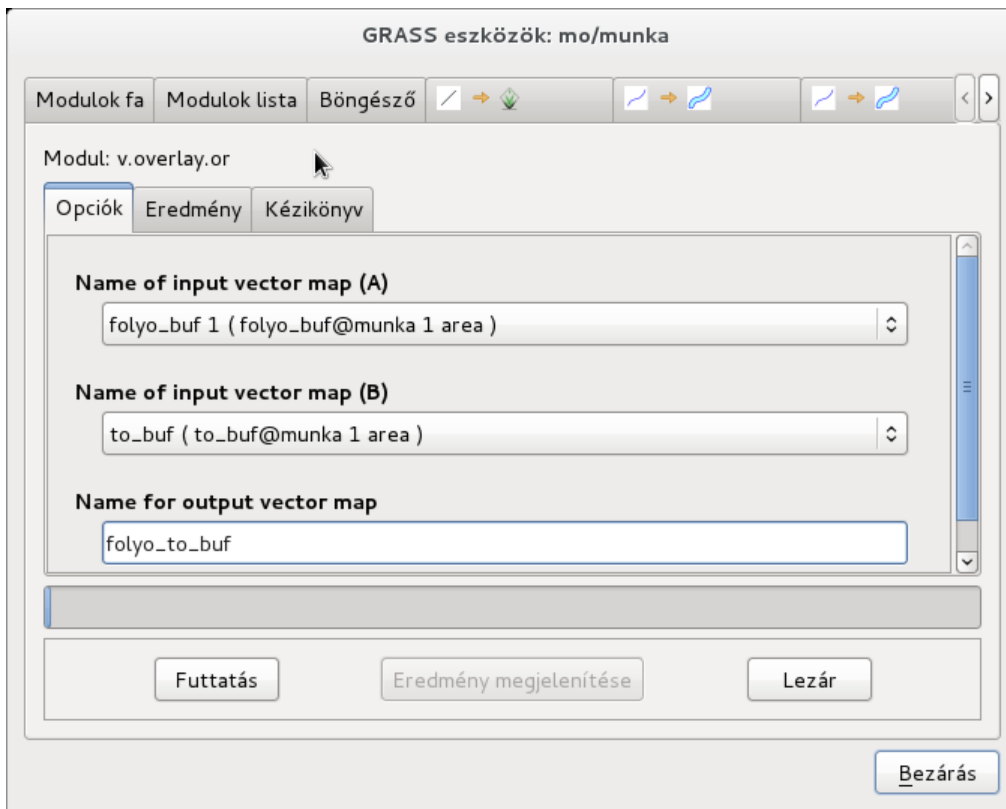 GRASS eszközök: mo/munka
Modulok fa Modulok lista Böngésző
Modul: v.overlay.or
Opciók Eredmény Kézikönyv
Name of input vector map (A)
folyo_buf 1 ( folyo_buf@munka 1 area )
Name of input vector map (B)
to_buf ( to_buf@munka 1 area )
Name for output vector map
folyo_to_buf
Futtatás Eredmény megjelenítése Lezár
Bezárás